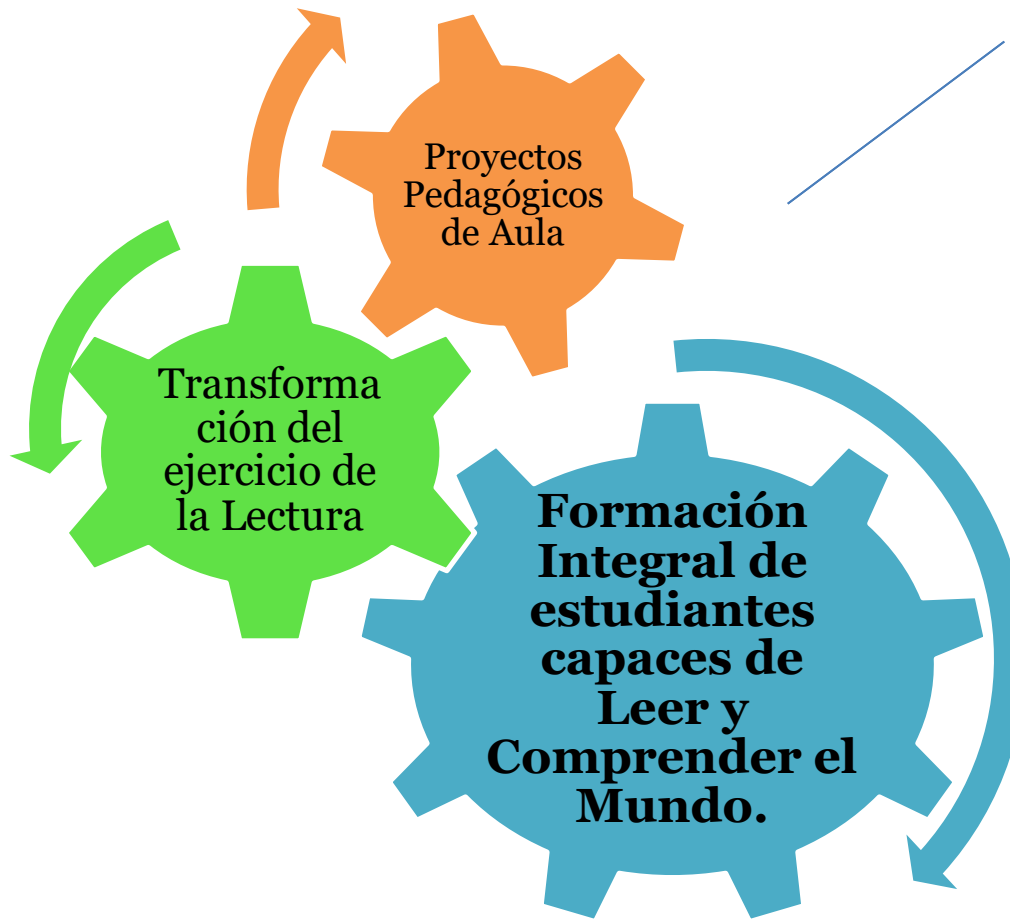 Proyectos
Pedagógicos
de Aula
Transforma
ción del
ejercicio de
la Lectura
Formación
Integral de
estudiantes
capaces de
Leer y
Comprender el
Mundo.